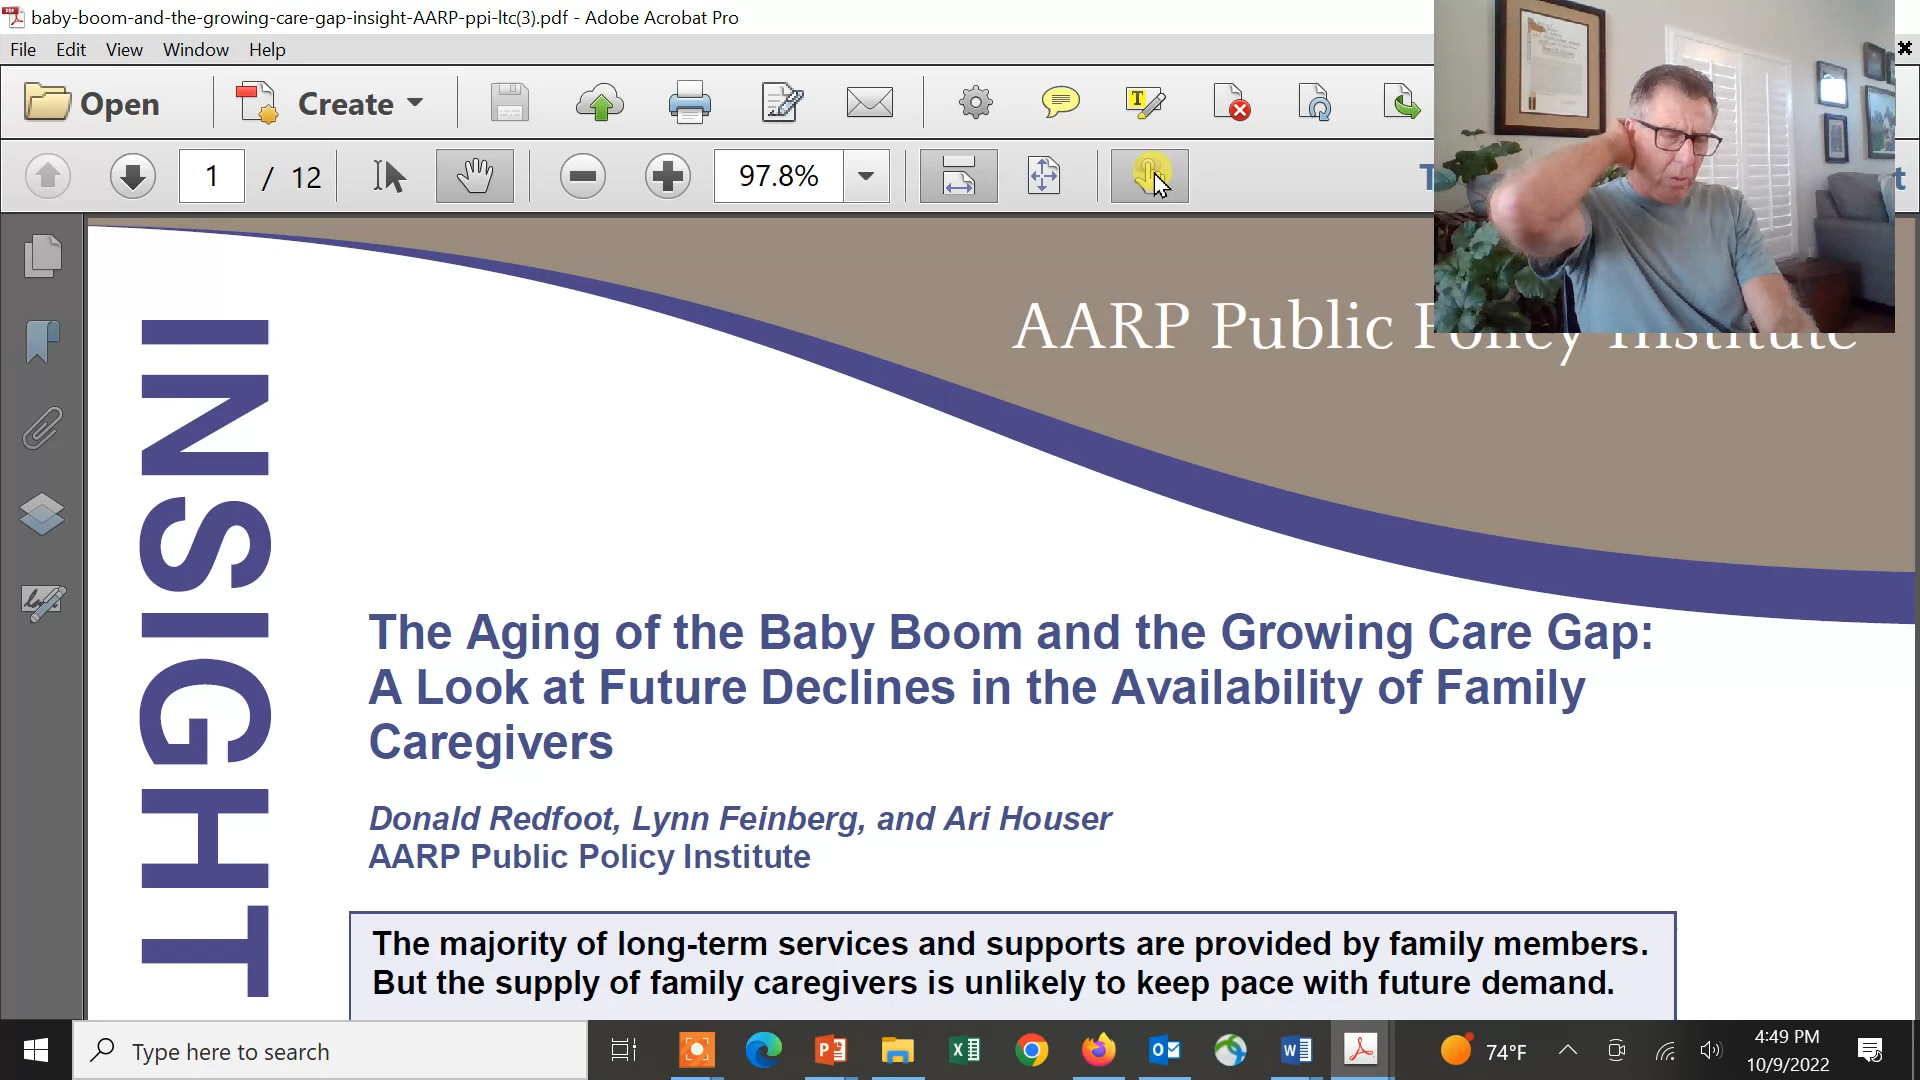 baby-boom-and-the-growing-care-gap-insight-AARP-ppi-ltc(3).pdf - Adobe Acrobat Pro
File Edit View Window Help
Open
Create
1 / 12
97.8%
AARP Public Policy Institute
INSIGHT
The Aging of the Baby Boom and the Growing Care Gap:
A Look at Future Declines in the Availability of Family
Caregivers
Donald Redfoot, Lynn Feinberg, and Ari Houser
AARP Public Policy Institute
The majority of long-term services and supports are provided by family members.
But the supply of family caregivers is unlikely to keep pace with future demand.
Type here to search
74°F
4:49 PM
10/9/2022